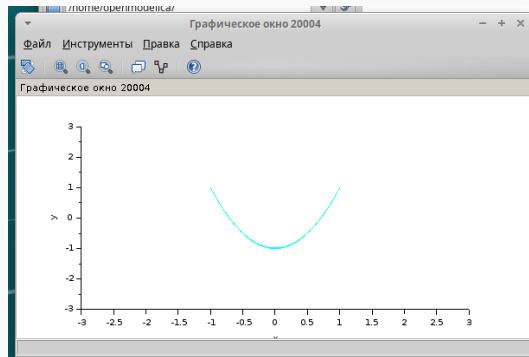 /home/openmodelica/
Графическое окно 20004
Файл Инструменты Правка Справка
Графическое окно 20004
3
2
1
y 0
-1
-2
-3
-3 -2.5 -2 -1.5 -1 -0.5 0 0.5 1 1.5 2 2.5 3